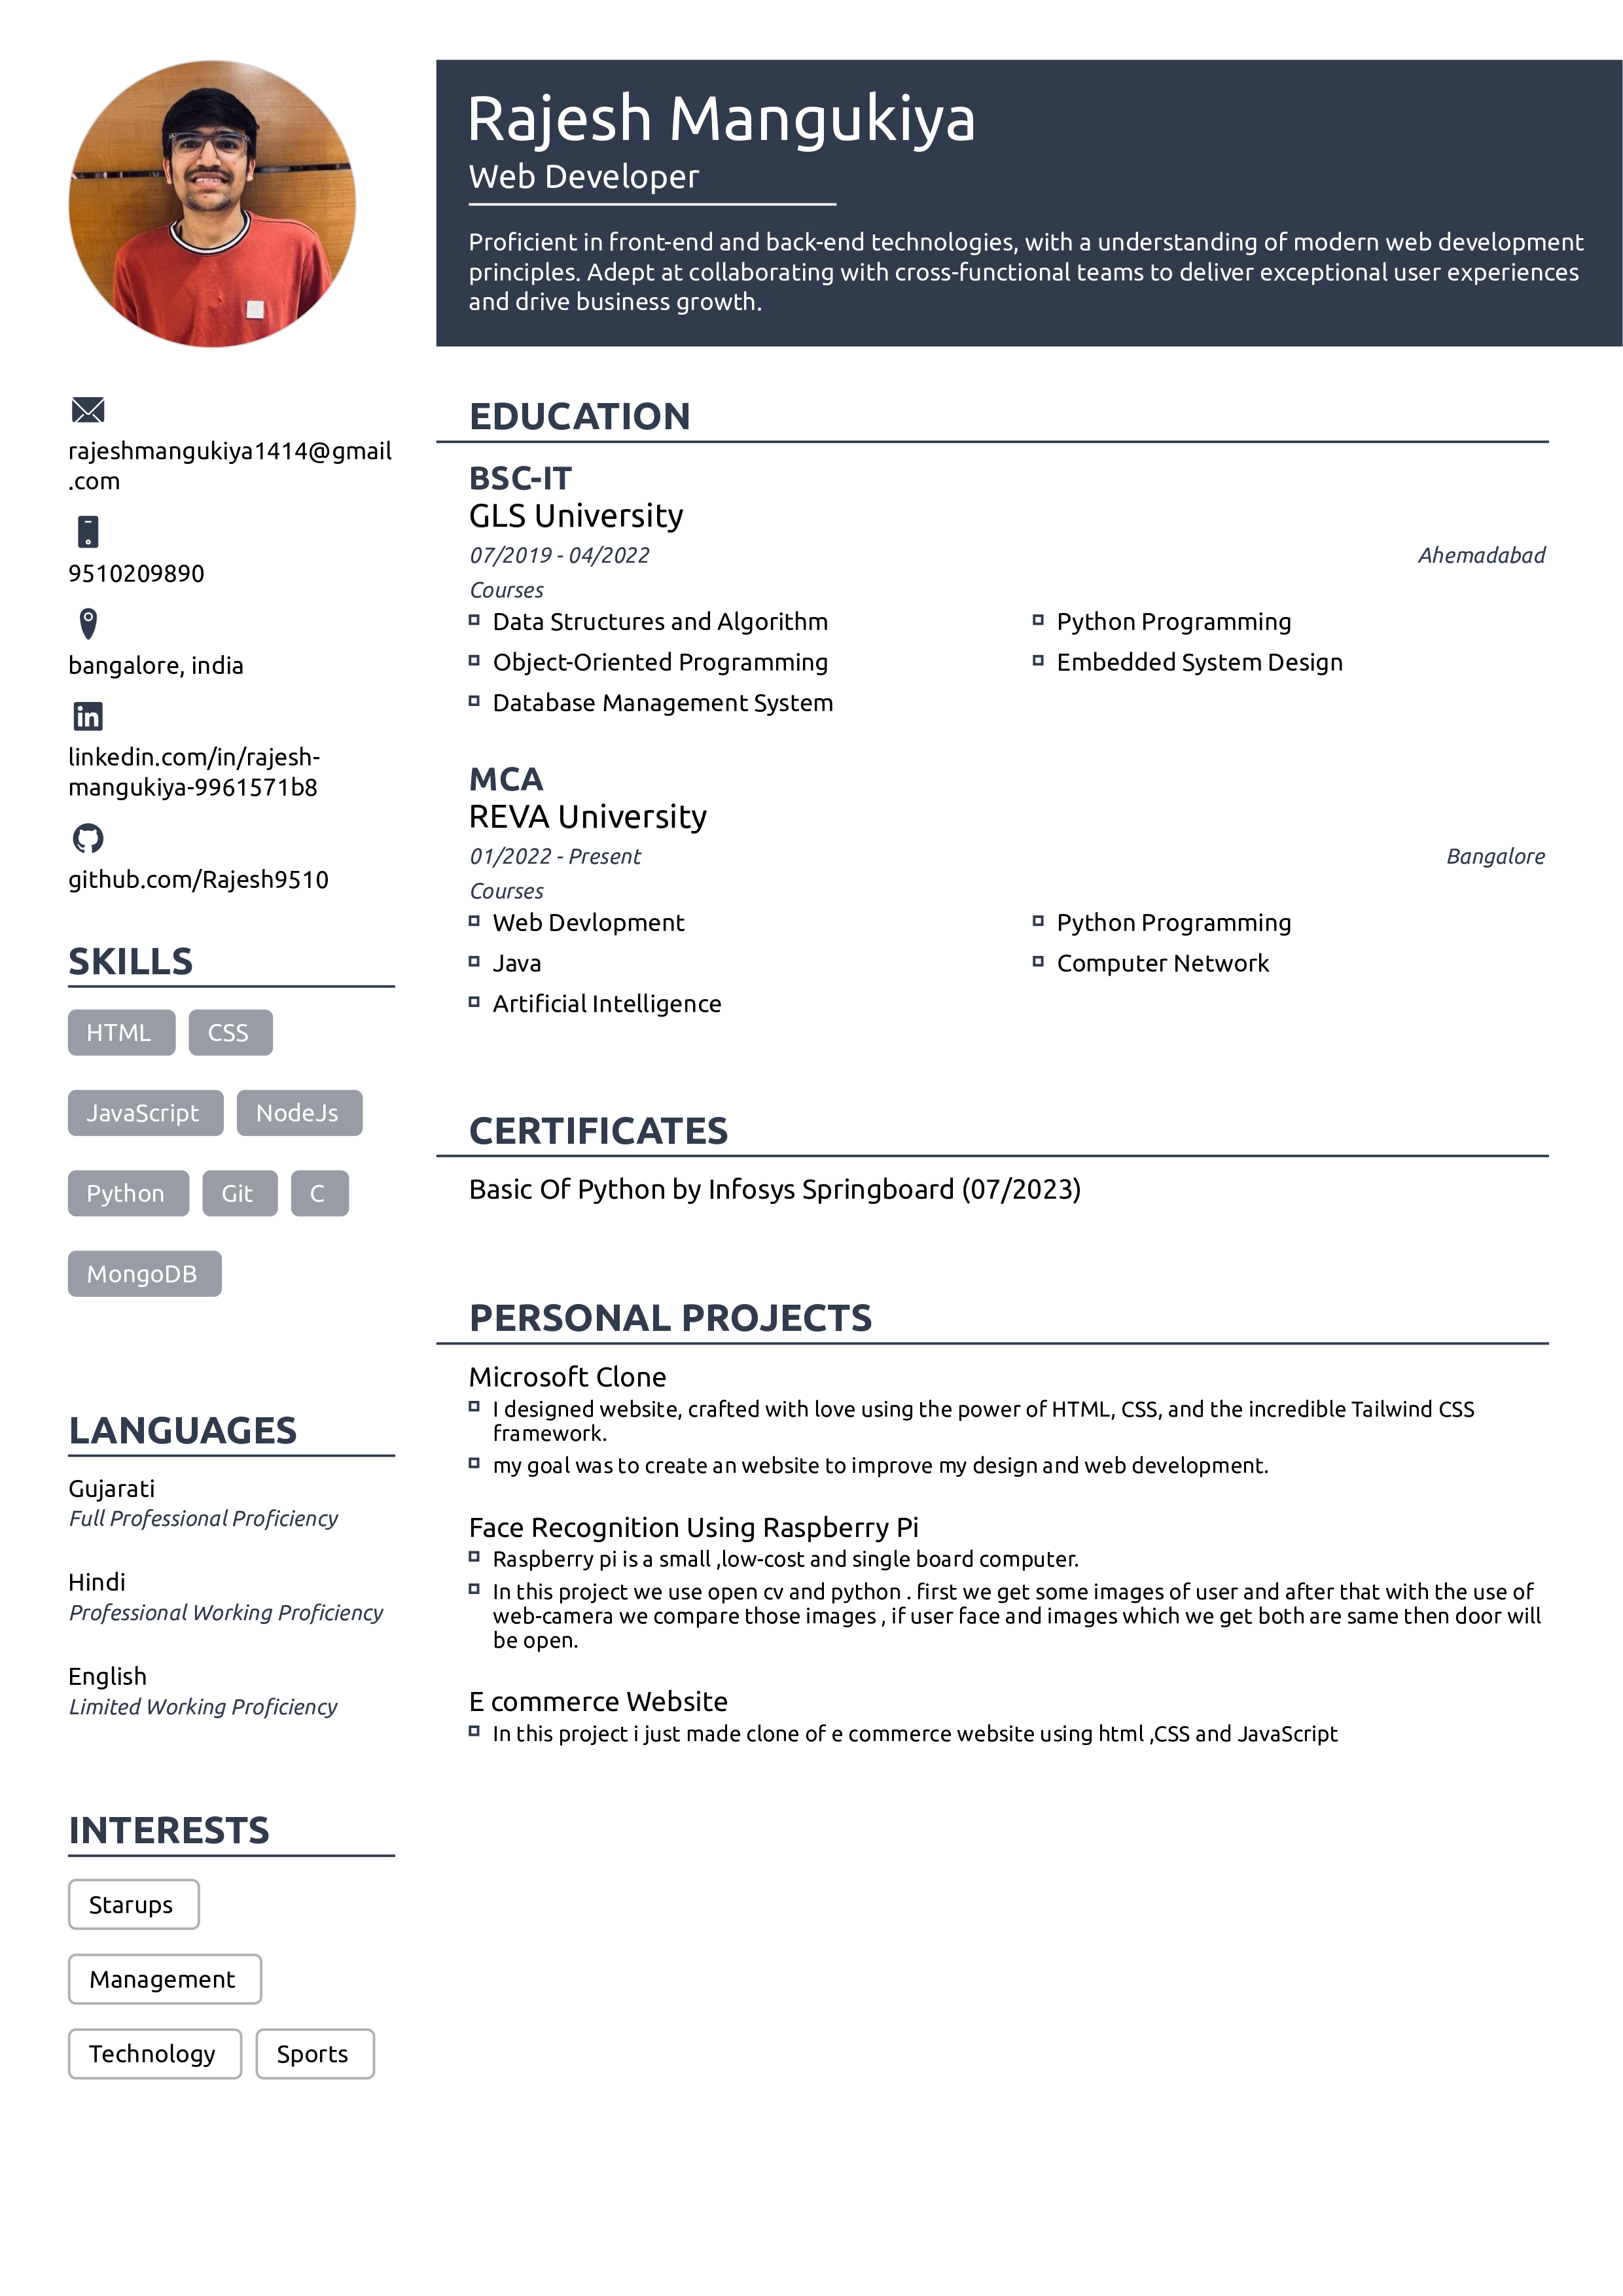 Rajesh Mangukiya
Web Developer
Proficient in front-end and back-end technologies, with a understanding of modern web development
principles. Adept at collaborating with cross-functional teams to deliver exceptional user experiences
and drive business growth.
rajeshmangukiya1414@gmail
.com
9510209890
bangalore, india
linkedin.com/in/rajesh-
mangukiya-9961571b8
github.com/Rajesh9510
SKILLS
HTML CSS
JavaScript NodeJs
Python Git C
MongoDB
LANGUAGES
Gujarati
Full Professional Proficiency
Hindi
Professional Working Proficiency
English
Limited Working Proficiency
INTERESTS
Starups
Management
Technology Sports
EDUCATION
BSC-IT
GLS University
07/2019 - 04/2022 Ahemadabad
Courses
Data Structures and Algorithm Python Programming
Object-Oriented Programming Embedded System Design
Database Management System
MCA
REVA University
01/2022 - Present Bangalore
Courses
Web Devlopment Python Programming
Java Computer Network
Artificial Intelligence
CERTIFICATES
Basic Of Python by Infosys Springboard (07/2023)
PERSONAL PROJECTS
Microsoft Clone
I designed website, crafted with love using the power of HTML, CSS, and the incredible Tailwind CSS
framework.
my goal was to create an website to improve my design and web development.
Face Recognition Using Raspberry Pi
Raspberry pi is a small ,low-cost and single board computer.
In this project we use open cv and python . first we get some images of user and after that with the use of
web-camera we compare those images , if user face and images which we get both are same then door will
be open.
E commerce Website
In this project i just made clone of e commerce website using html ,CSS and JavaScript